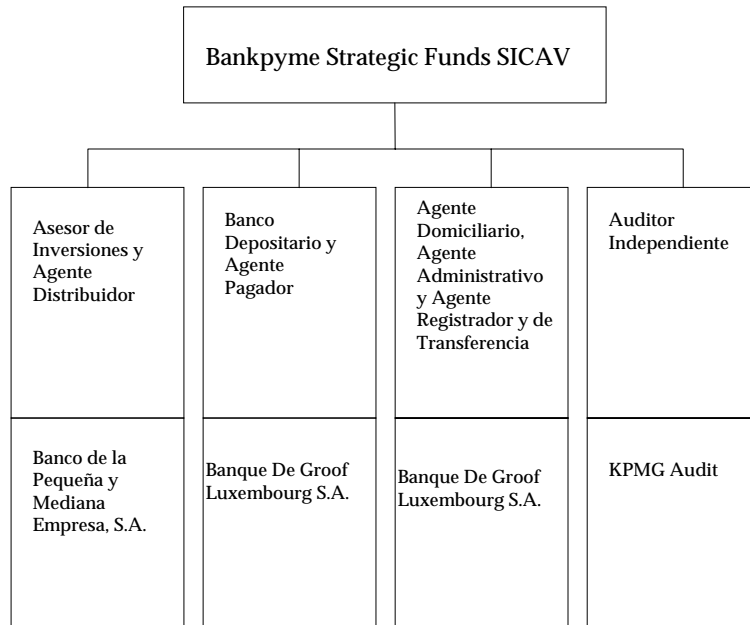 Bankpyme Strategic Funds SICAV
Asesor de
Inversiones y
Agente
Distribuidor
Banco
Depositario y
Agente
Pagador
Agente
Domiciliario,
Agente
Administrativo
y Agente
Registrador y de
Transferencia
Auditor
Independiente
Banco de la
Pequeña y
Mediana
Empresa, S.A.
Banque De Groof
Luxembourg S.A.
Banque De Groof
Luxembourg S.A.
KPMG Audit